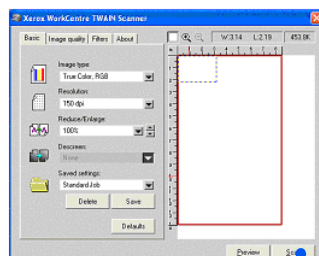 Xerox WorkCentre TWAIN Scanner
Basic Image quality Filters About
W:3.14 L:2.19 453.8K
Image type:
True Color, RGB
Resolution:
150 dpi
Reduce/Enlarge:
100%
Descreen:
None
Saved settings:
Standard Job
Delete Save
Defaults
Preview